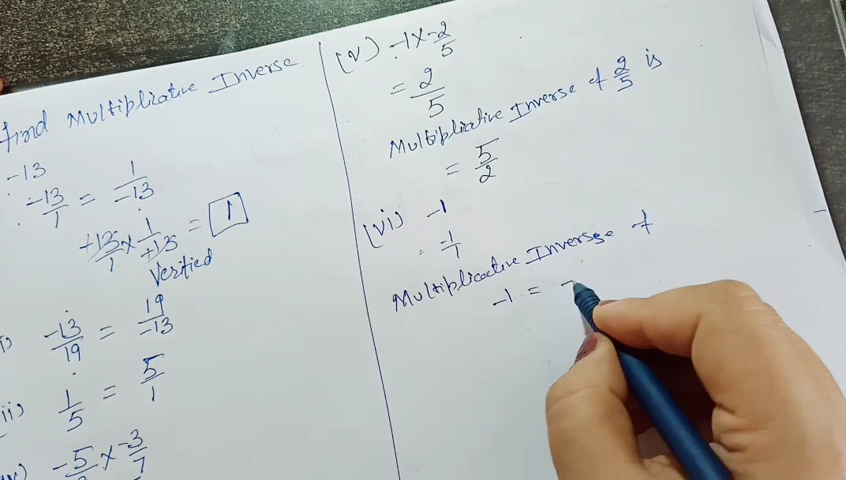 Find Multiplicative Inverse
-13
-13/1 = 1/-13
+13/1 × 1/+13 = 1
Verified
-13/19 = 19/-13
ii) 1/5 = 5/1
iv) -5/ × -3/7
(v) -1 × -2/5
= 2/5
Multiplicative Inverse of 2/5 is
= 5/2
(vi) -1
= -1/1
Multiplicative Inverse of
-1 = -